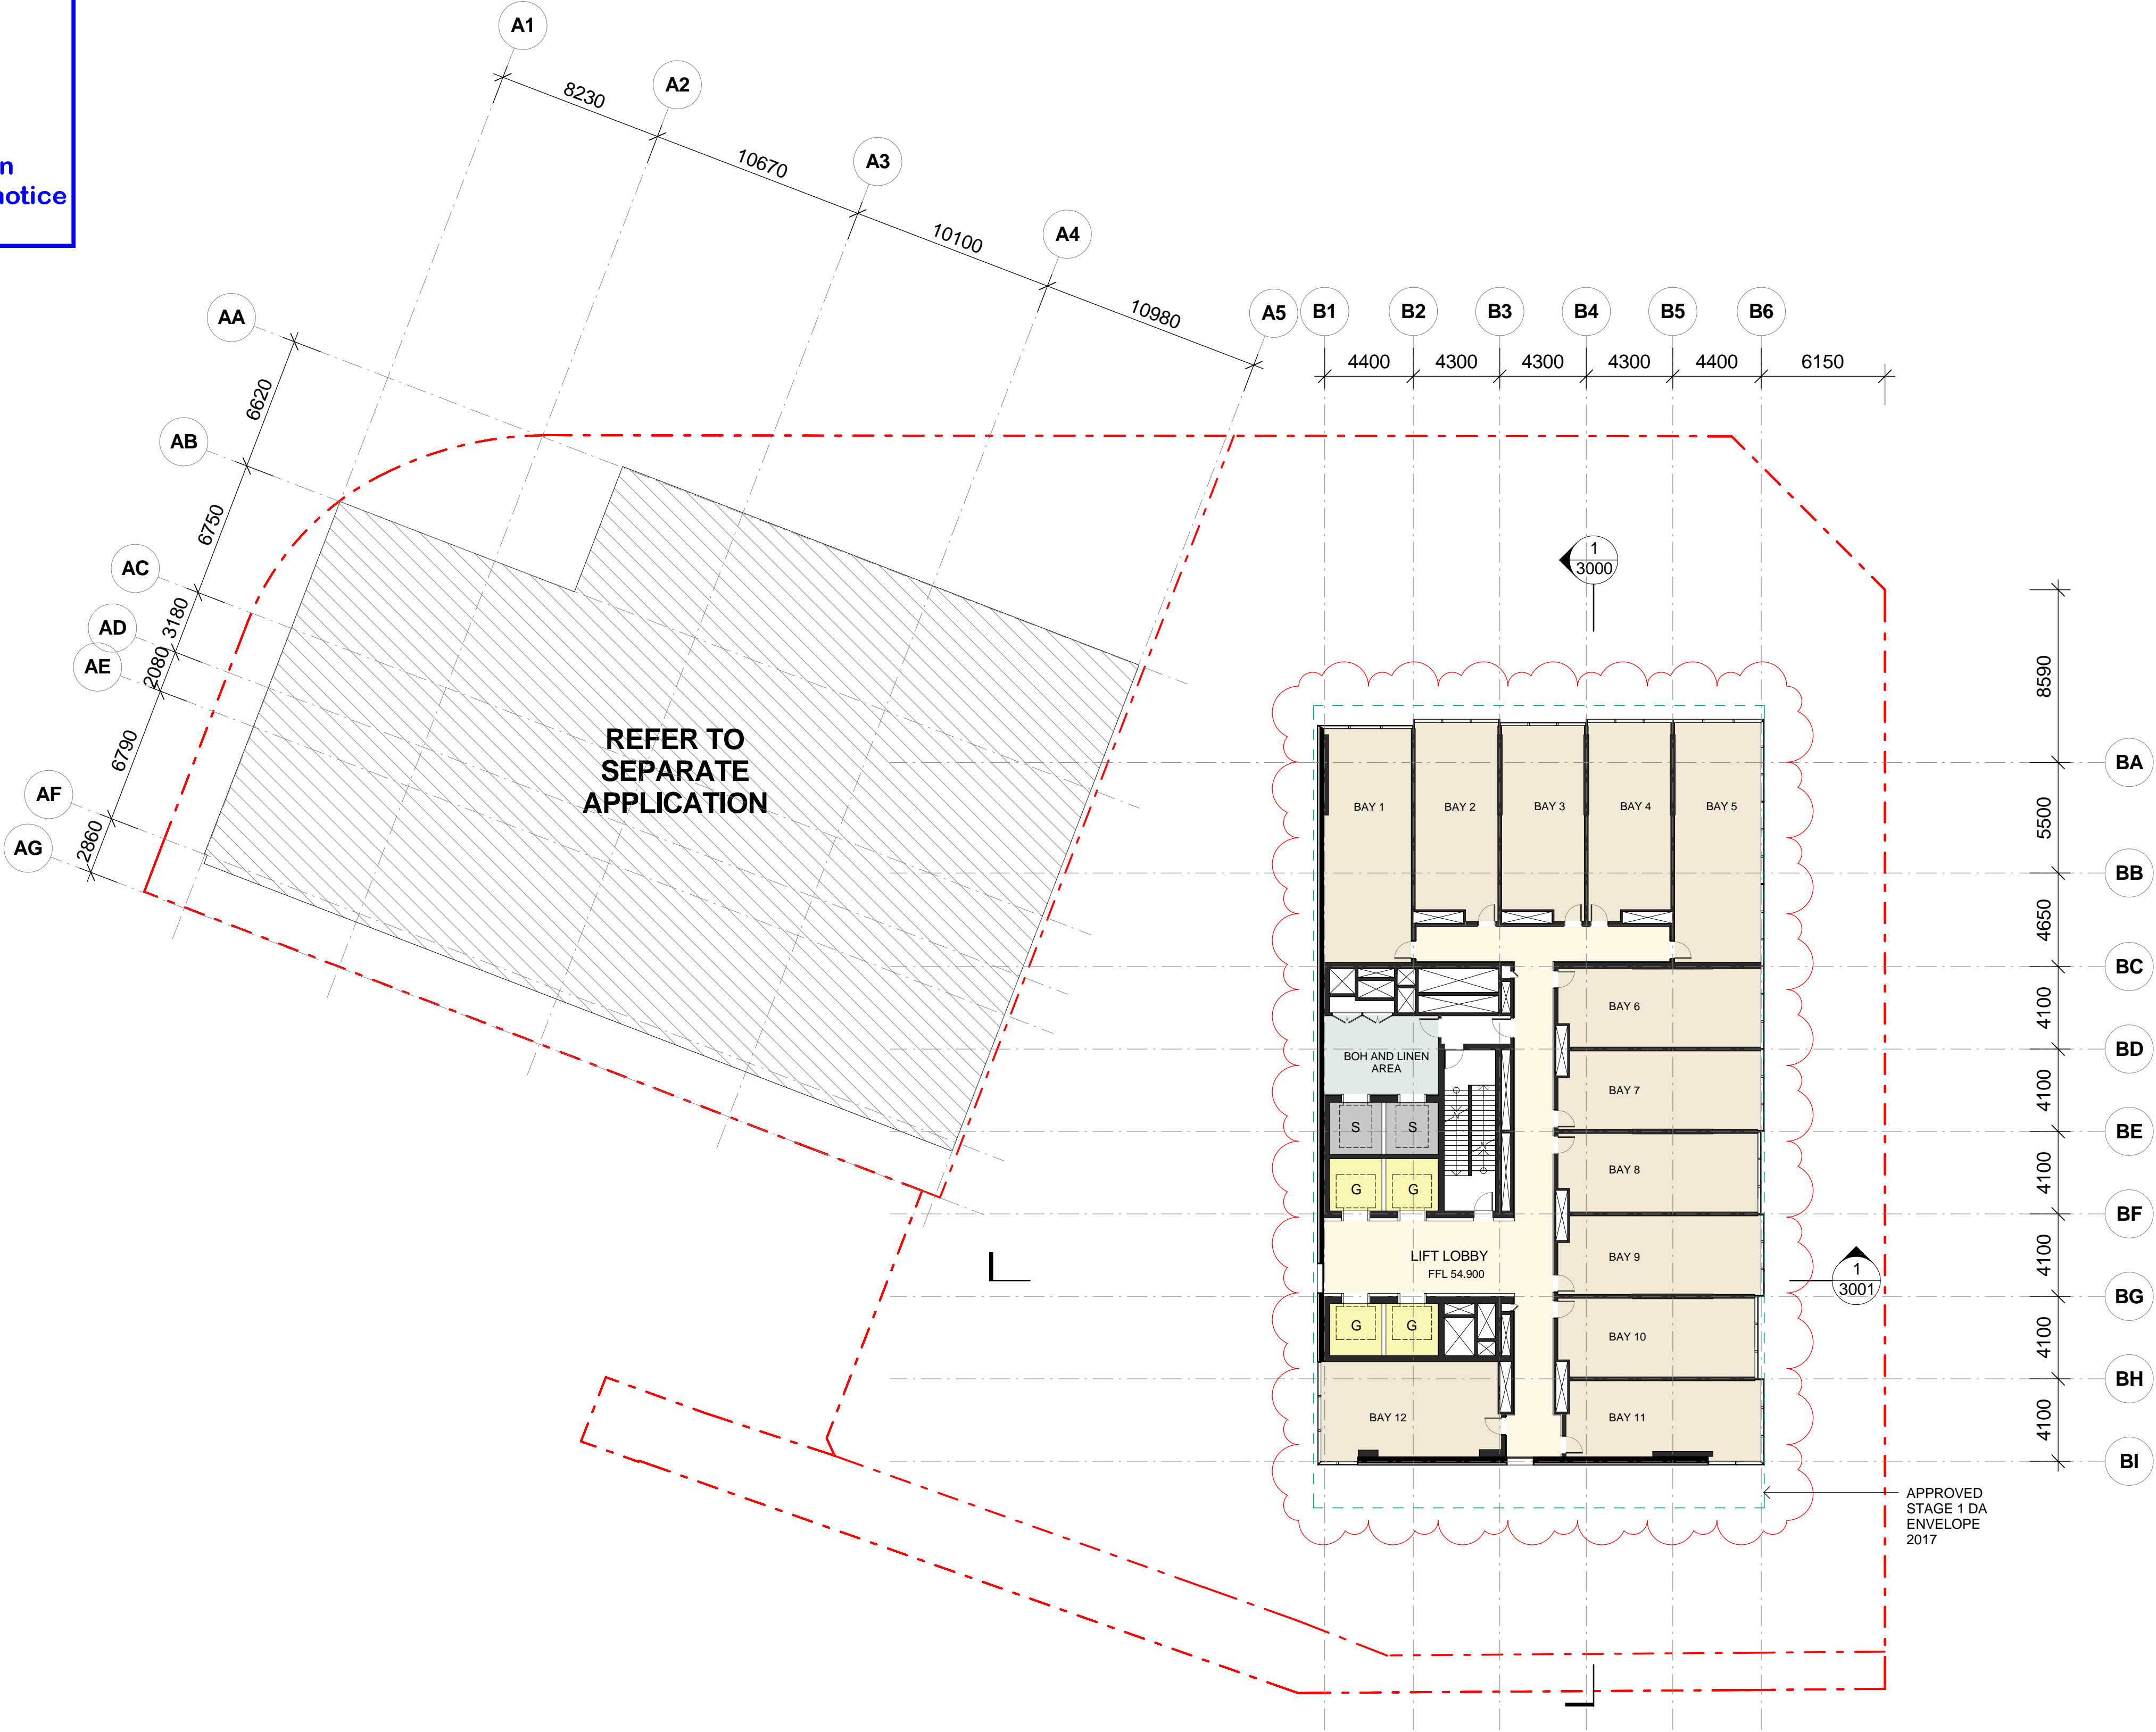 n
notice
A1
A2
A3
A4
A5
8230
10670
10100
10980
B1
B2
B3
B4
B5
B6
4400
4300
4300
4300
4400
6150
AA
AB
AC
AD
AE
AF
AG
6620
6750
3180
2080
6790
2860
REFER TO
SEPARATE
APPLICATION
1
3000
BAY 1
BAY 2
BAY 3
BAY 4
BAY 5
BAY 6
BOH AND LINEN
AREA
BAY 7
S
S
BAY 8
G
G
LIFT LOBBY
FFL 54.900
BAY 9
G
G
BAY 10
BAY 12
BAY 11
1
3001
8590
5500
4650
4100
4100
4100
4100
4100
4100
BA
BB
BC
BD
BE
BF
BG
BH
BI
APPROVED
STAGE 1 DA
ENVELOPE
2017